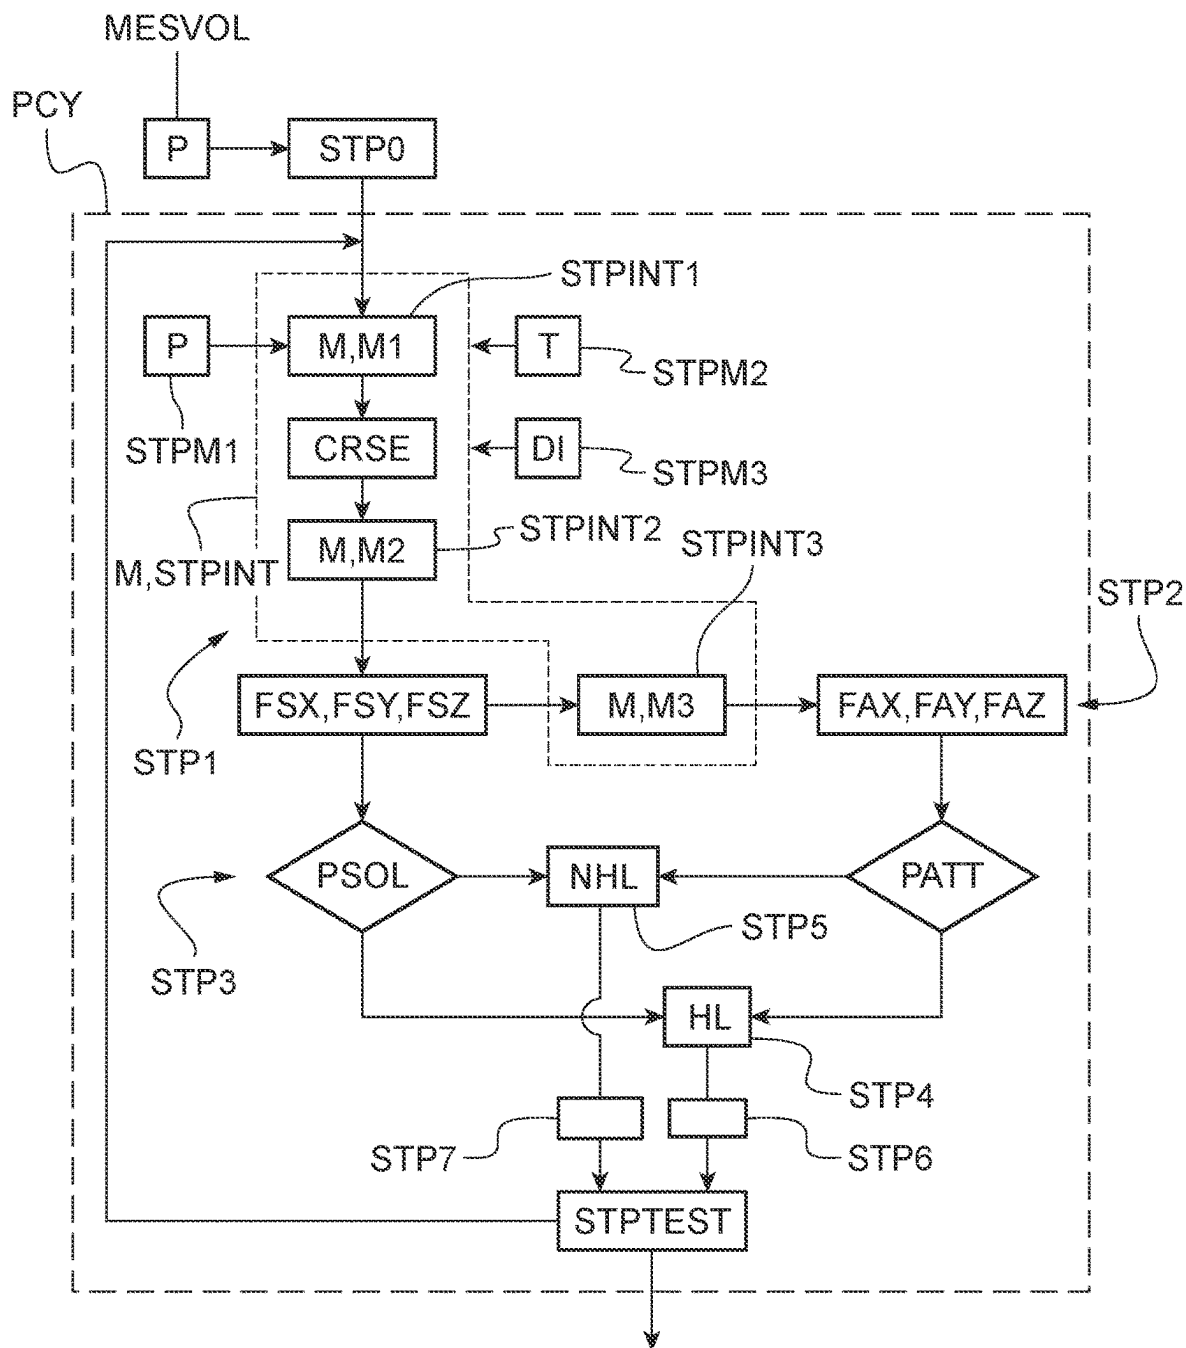 MESVOL
PCY
P
STP0
STPINT1
P
M,M1
T
STPM2
STPM1
CRSE
DI
STPM3
M,M2
STPINT2
STPINT3
M,STPINT
STP2
FSX,FSY,FSZ
M,M3
FAX,FAY,FAZ
STP1
PSOL
NHL
PATT
STP5
STP3
HL
STP4
STP7
STP6
STPTEST